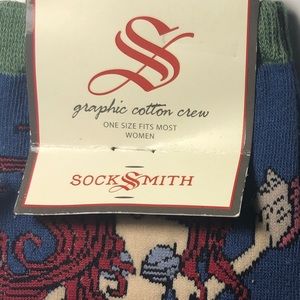 S
graphic cotton crew
ONE SIZE FITS MOST
WOMEN
SOCKSMITH